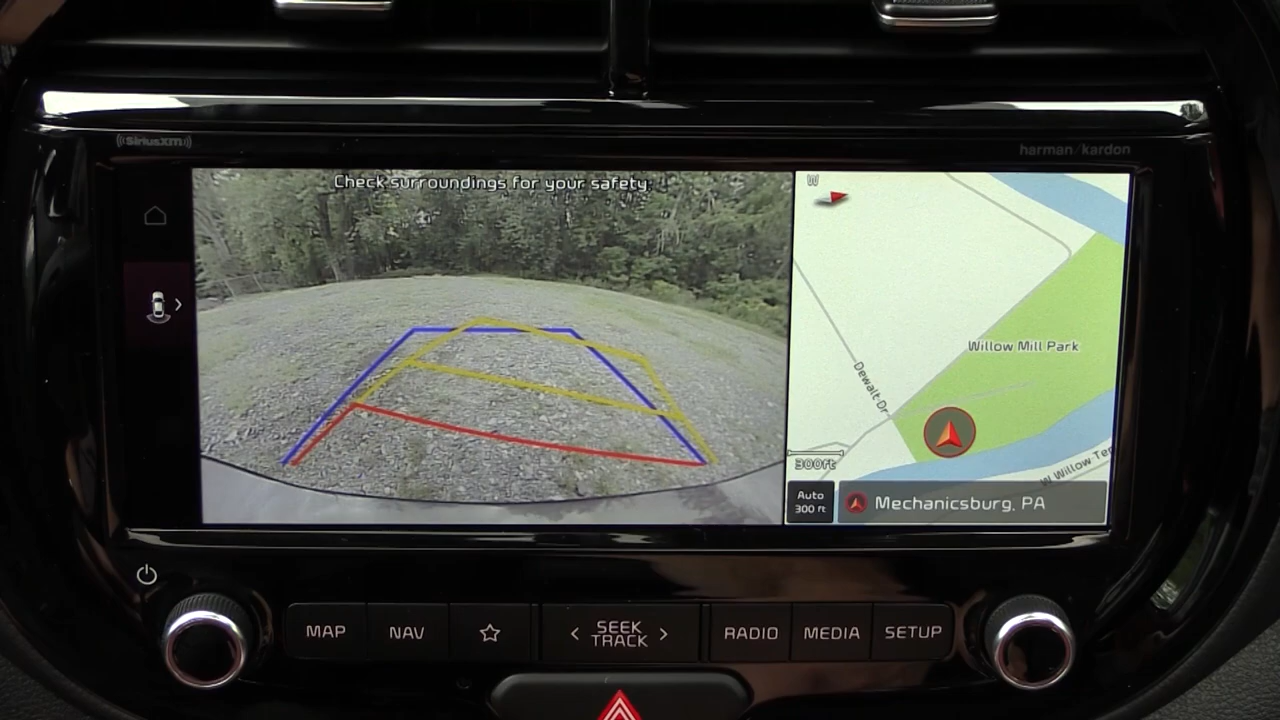 ((SiriusXM))
harman/kardon
Check surroundings for your safety
W
Willow Mill Park
Dewalt Dr
300ft
W Willow Ter
Auto
300 ft
Mechanicsburg, PA
MAP
NAV
< SEEK >
TRACK
RADIO
MEDIA
SETUP